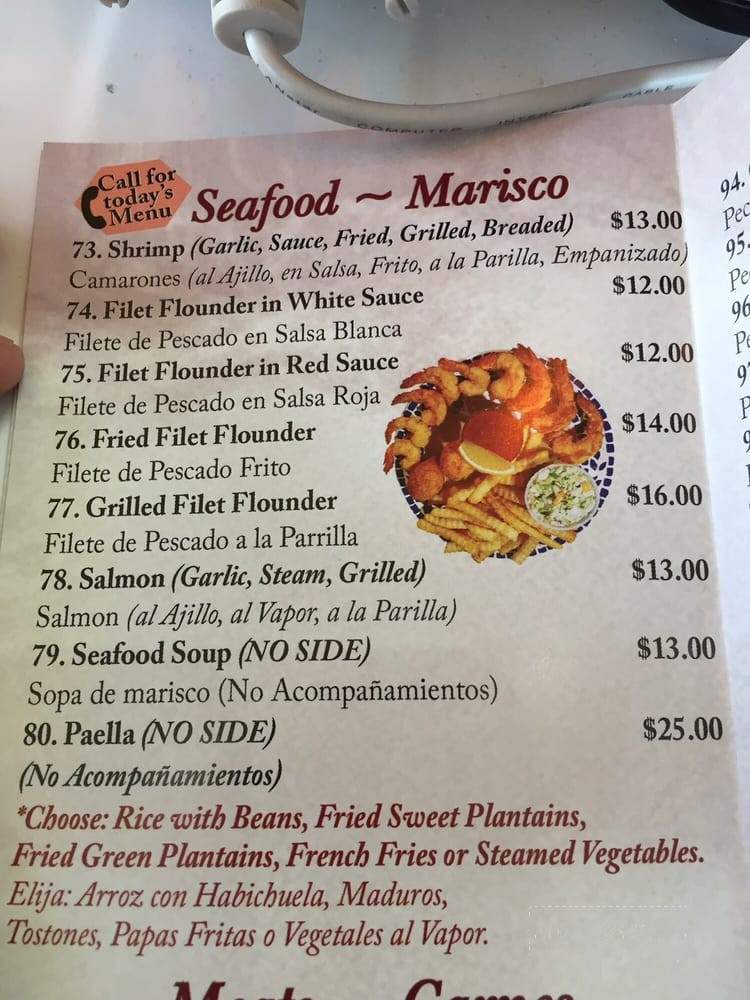 COMPUTER INTERFACE CABLE
Call for
today's
Menu
Seafood ~ Marisco
73. Shrimp (Garlic, Sauce, Fried, Grilled, Breaded) $13.00
Camarones (al Ajillo, en Salsa, Frito, a la Parilla, Empanizado)
74. Filet Flounder in White Sauce $12.00
Filete de Pescado en Salsa Blanca
75. Filet Flounder in Red Sauce $12.00
Filete de Pescado en Salsa Roja
76. Fried Filet Flounder $14.00
Filete de Pescado Frito
77. Grilled Filet Flounder $16.00
Filete de Pescado a la Parrilla
78. Salmon (Garlic, Steam, Grilled) $13.00
Salmon (al Ajillo, al Vapor, a la Parilla)
79. Seafood Soup (NO SIDE) $13.00
Sopa de marisco (No Acompañamientos)
80. Paella (NO SIDE) $25.00
(No Acompañamientos)
*Choose: Rice with Beans, Fried Sweet Plantains,
Fried Green Plantains, French Fries or Steamed Vegetables.
Elija: Arroz con Habichuela, Maduros,
Tostones, Papas Fritas o Vegetales al Vapor.
94.
95.
96